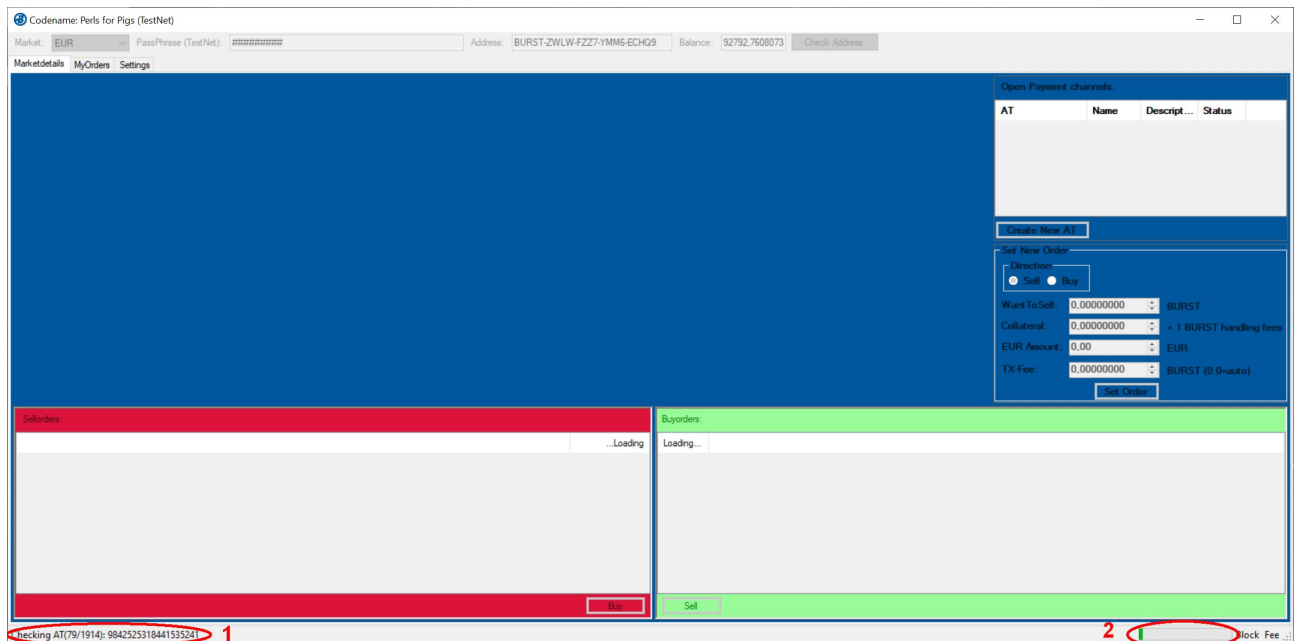 Codename: Perls for Pigs (TestNet)
Market: EUR PassPhrase (TestNet): ######### Address: BURST-ZWLW-FZZ7-YMM6-ECHQ9 Balance: 92792,7608073 Check Address
Marketdetails MyOrders Settings
Open Payment channels:
AT Name Descript... Status
Create New AT
Set New Order
Direction
Sell Buy
WantToSell: 0,00000000 BURST
Collateral: 0,00000000 + 1 BURST handling fees
EUR Amount: 0,00 EUR
TX-Fee: 0,00000000 BURST (0.0=auto)
Set Order
Sellorders: Buyorders:
...Loading Loading...
Buy Sell
Checking AT(79/1914): 9842525318441535241 1 2 Block Fee